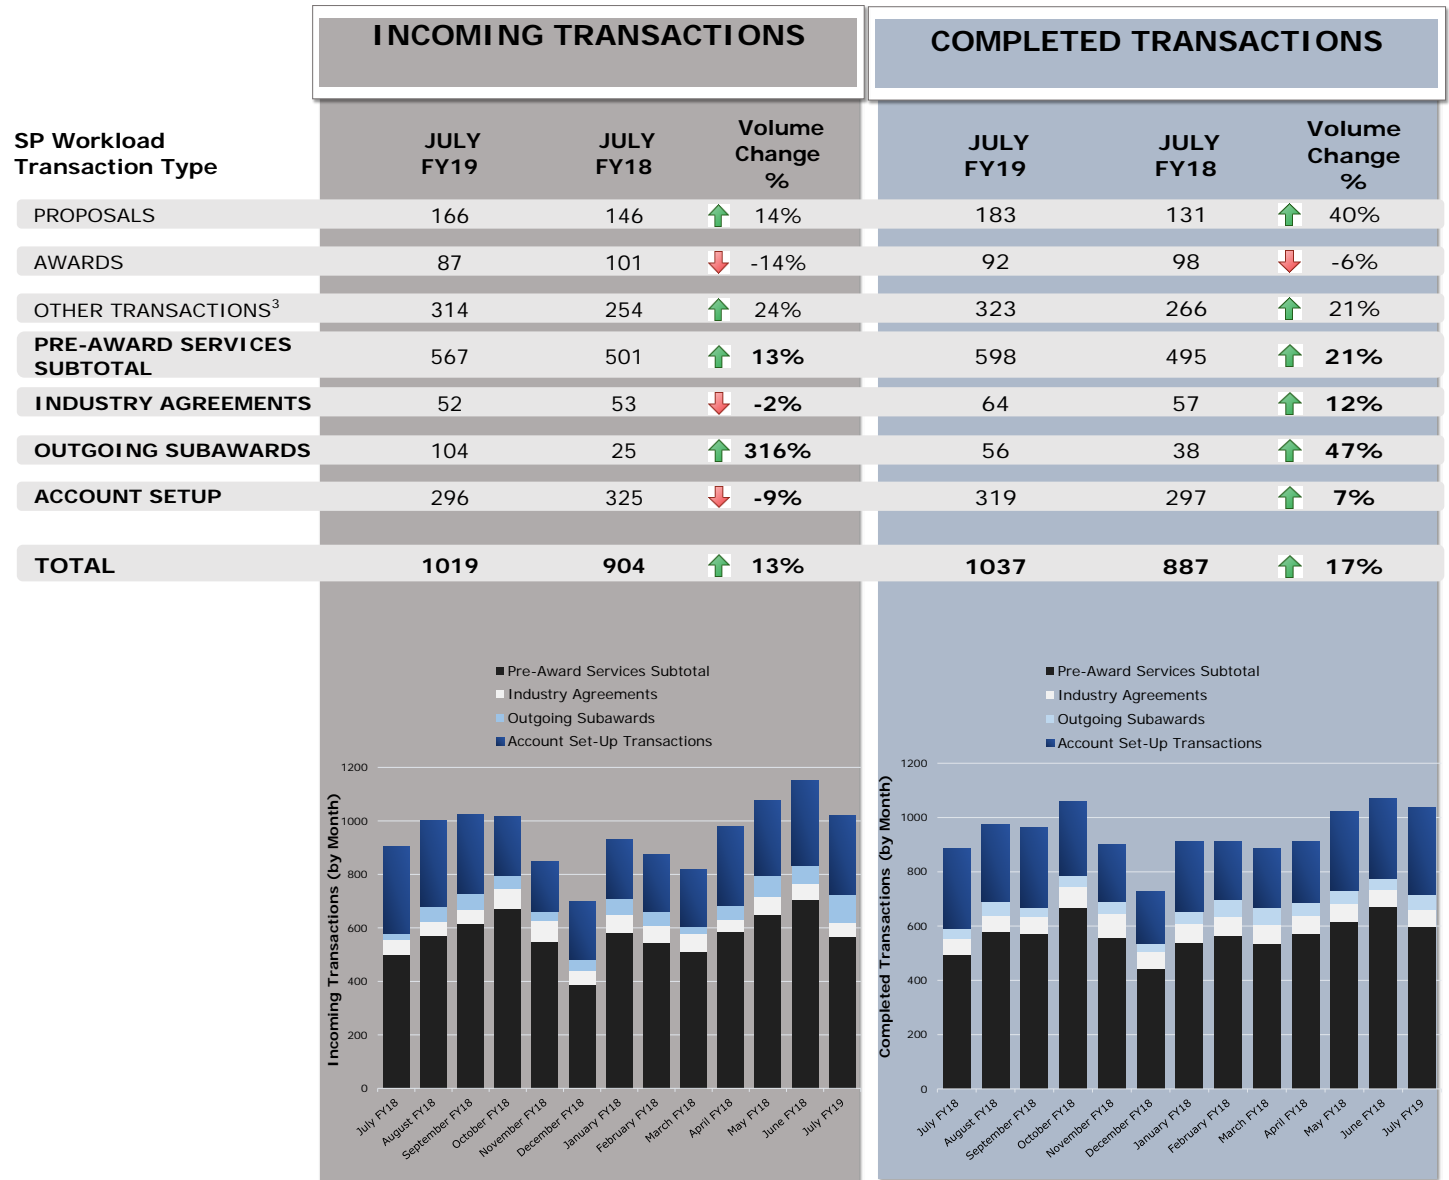 INCOMING TRANSACTIONS
COMPLETED TRANSACTIONS
SP Workload
Transaction Type
JULY
FY19
JULY
FY18
Volume
Change
%
JULY
FY19
JULY
FY18
Volume
Change
%
PROPOSALS 166 146 14% 183 131 40%
AWARDS 87 101 -14% 92 98 -6%
OTHER TRANSACTIONS3 314 254 24% 323 266 21%
PRE-AWARD SERVICES
SUBTOTAL 567 501 13% 598 495 21%
INDUSTRY AGREEMENTS 52 53 -2% 64 57 12%
OUTGOING SUBAWARDS 104 25 316% 56 38 47%
ACCOUNT SETUP 296 325 -9% 319 297 7%
TOTAL 1019 904 13% 1037 887 17%
Pre-Award Services Subtotal
Industry Agreements
Outgoing Subawards
Account Set-Up Transactions
Incoming Transactions (by Month)
1200
1000
800
600
400
200
0
July FY18
August FY18
September FY18
October FY18
November FY18
December FY18
January FY18
February FY18
March FY18
April FY18
May FY18
June FY18
July FY19
Pre-Award Services Subtotal
Industry Agreements
Outgoing Subawards
Account Set-Up Transactions
Completed Transactions (by Month)
1200
1000
800
600
400
200
0
July FY18
August FY18
September FY18
October FY18
November FY18
December FY18
January FY18
February FY18
March FY18
April FY18
May FY18
June FY18
July FY19